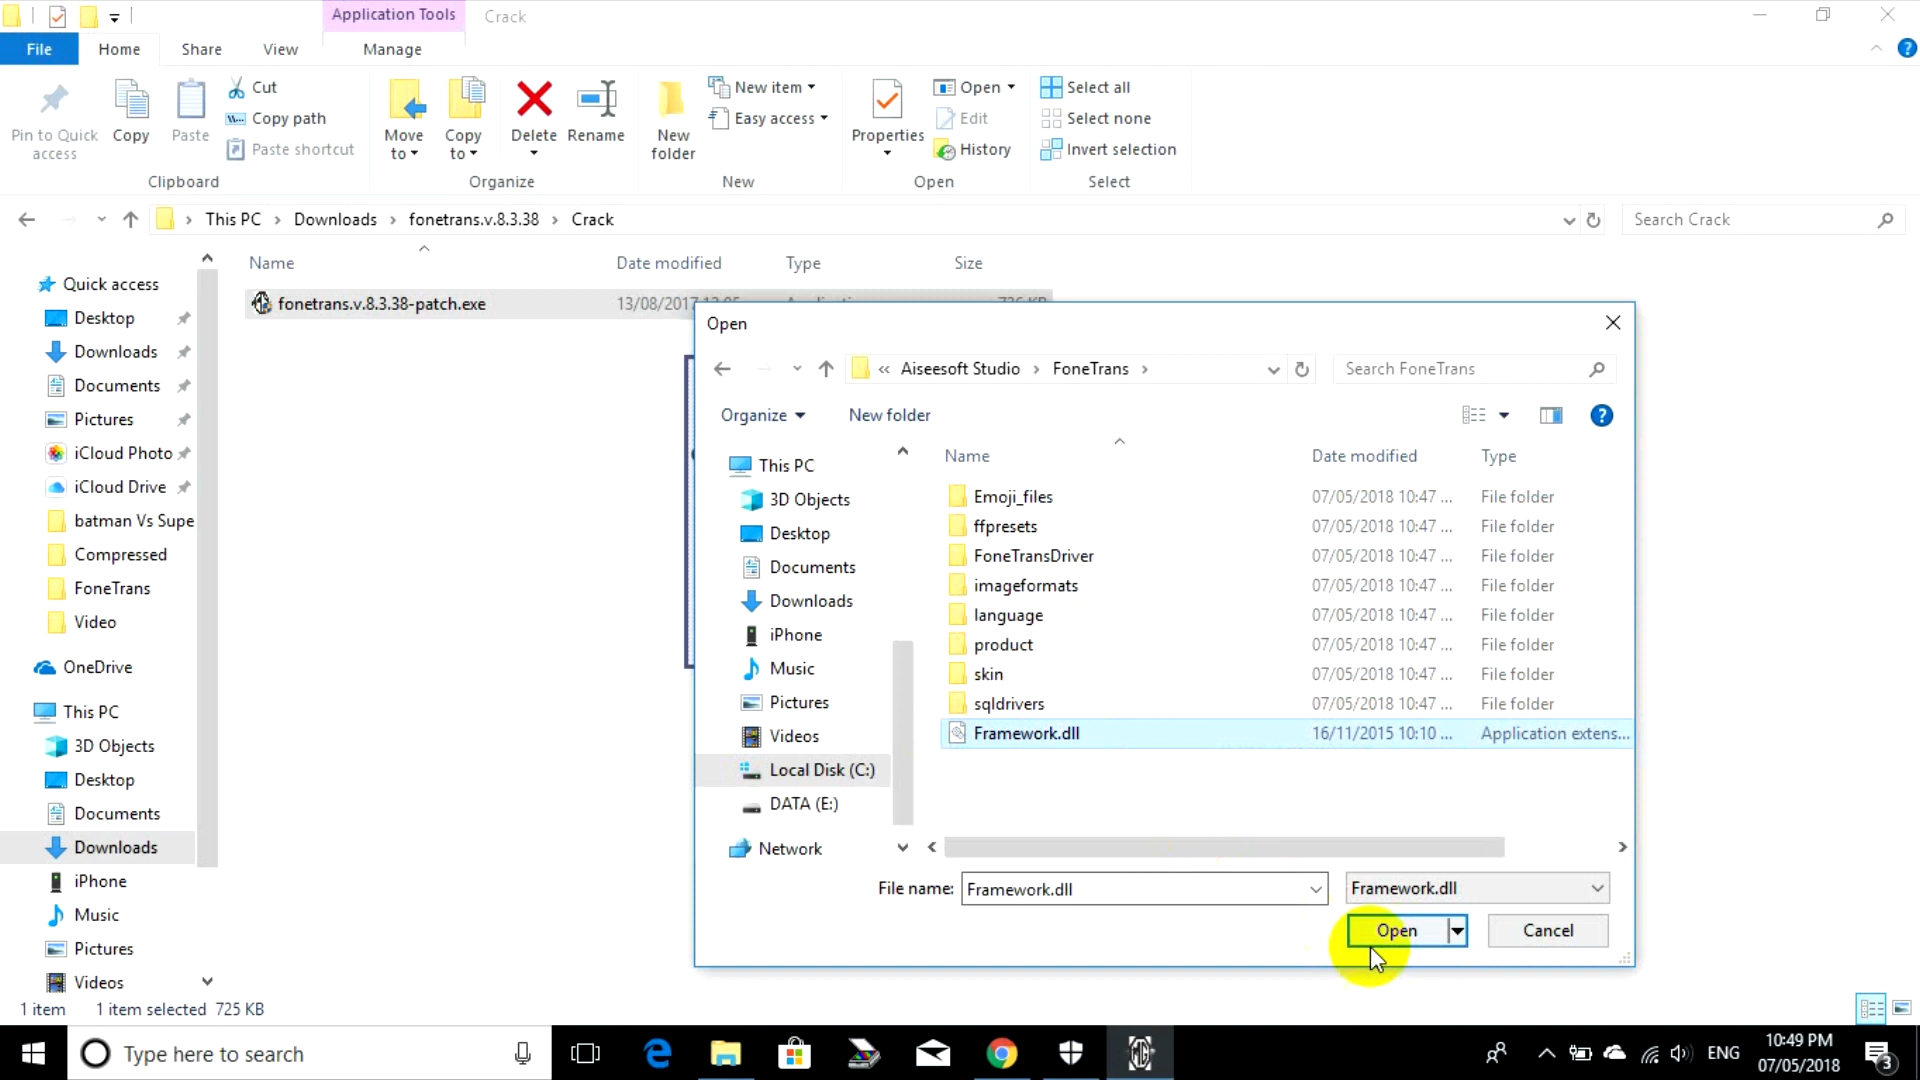 Application Tools
Crack
File
Home
Share
View
Manage
Pin to Quick access
Copy
Paste
Cut
Copy path
Paste shortcut
Clipboard
Move to
Copy to
Delete
Rename
Organize
New folder
New item
Easy access
New
Properties
Open
Edit
History
Open
Select all
Select none
Invert selection
Select
This PC > Downloads > fonetrans.v.8.3.38 > Crack
Search Crack
Name
Date modified
Type
Size
fonetrans.v.8.3.38-patch.exe
13/08/2017
Quick access
Desktop
Downloads
Documents
Pictures
iCloud Photo
iCloud Drive
batman Vs Supe
Compressed
FoneTrans
Video
OneDrive
This PC
3D Objects
Desktop
Documents
Downloads
iPhone
Music
Pictures
Videos
1 item
1 item selected 725 KB
Open
« Aiseesoft Studio > FoneTrans >
Search FoneTrans
Organize
New folder
This PC
3D Objects
Desktop
Documents
Downloads
iPhone
Music
Pictures
Videos
Local Disk (C:)
DATA (E:)
Network
Name
Date modified
Type
Emoji_files 07/05/2018 10:47 ... File folder
ffpresets 07/05/2018 10:47 ... File folder
FoneTransDriver 07/05/2018 10:47 ... File folder
imageformats 07/05/2018 10:47 ... File folder
language 07/05/2018 10:47 ... File folder
product 07/05/2018 10:47 ... File folder
skin 07/05/2018 10:47 ... File folder
sqldrivers 07/05/2018 10:47 ... File folder
Framework.dll 16/11/2015 10:10 ... Application extens...
File name: Framework.dll
Framework.dll
Open
Cancel
Type here to search
ENG
10:49 PM
07/05/2018
3